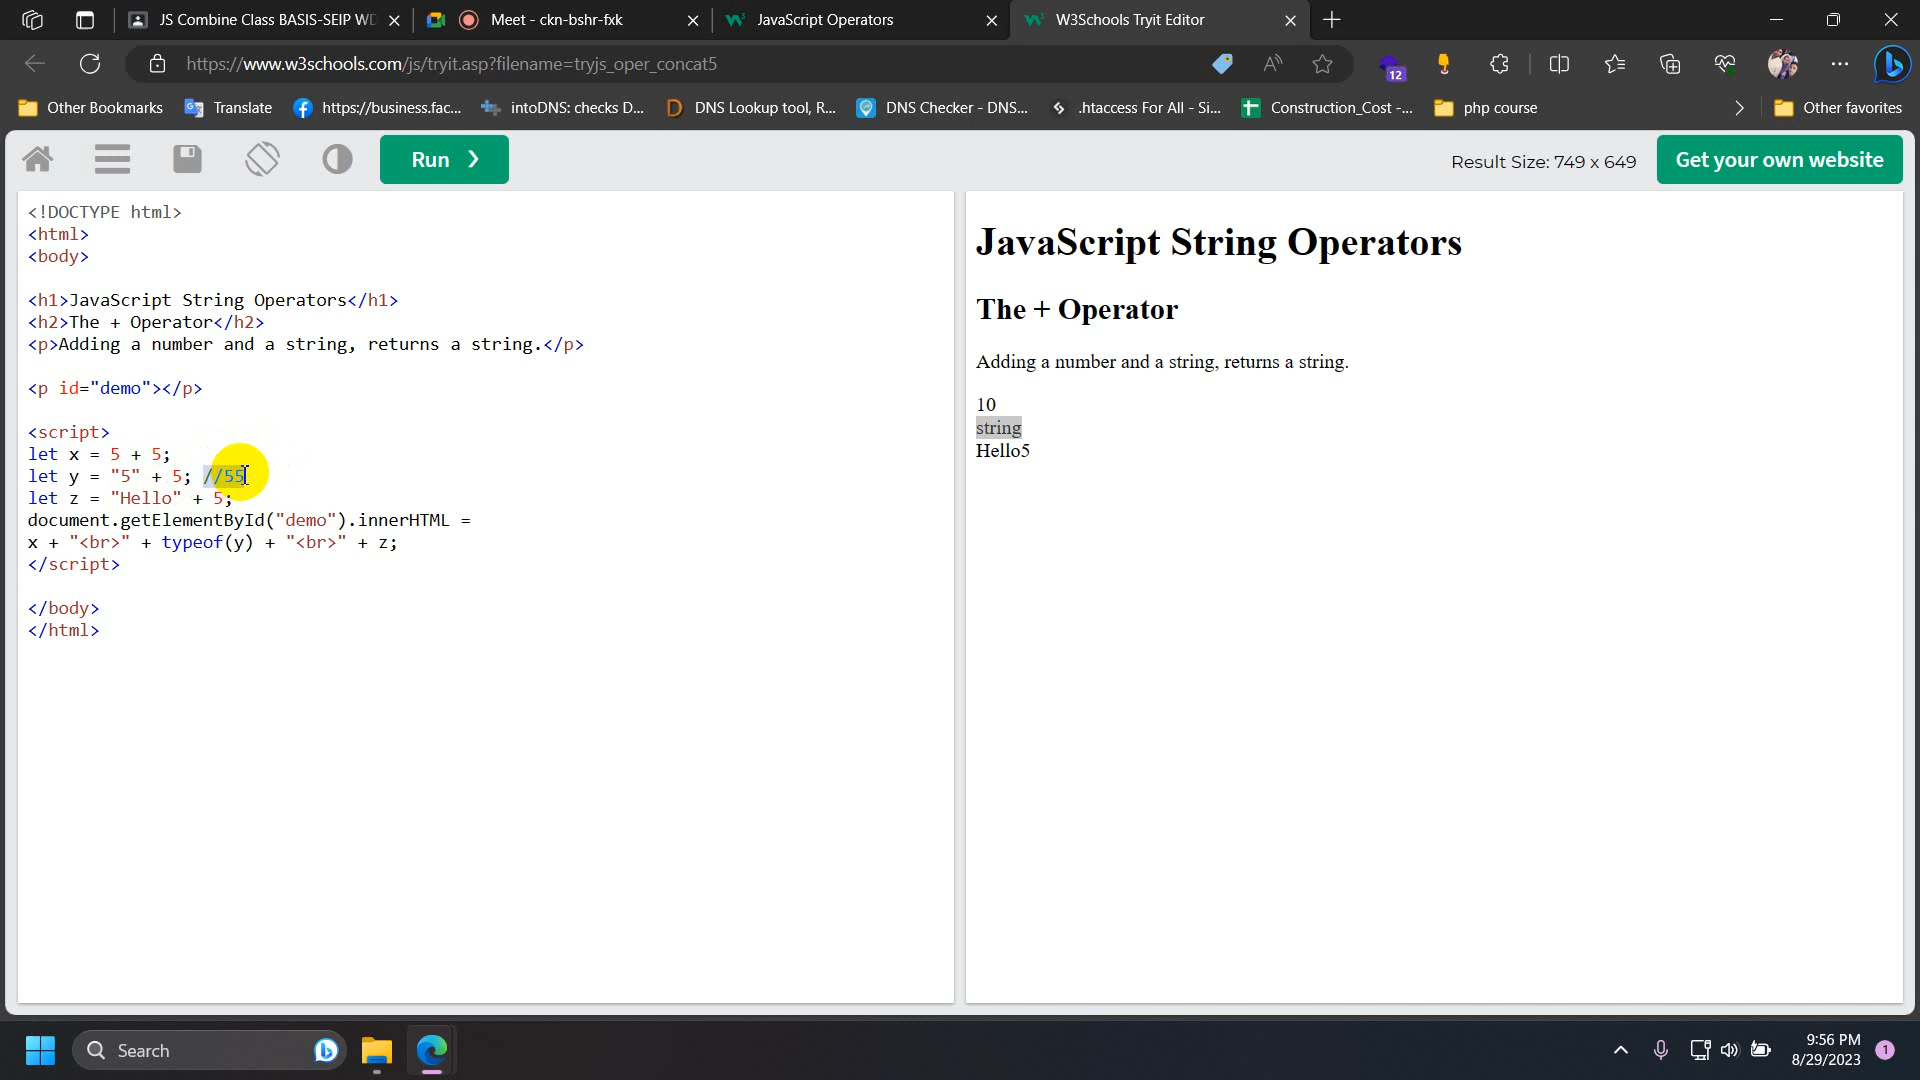 JS Combine Class BASIS-SEIP WD
Meet - ckn-bshr-fxk
JavaScript Operators
W3Schools Tryit Editor
https://www.w3schools.com/js/tryit.asp?filename=tryjs_oper_concat5
12
Other Bookmarks
Translate
https://business.fac...
intoDNS: checks D...
DNS Lookup tool, R...
DNS Checker - DNS...
.htaccess For All - Si...
Construction_Cost -...
php course
Other favorites
Run ❯
Result Size: 749 x 649
Get your own website
<!DOCTYPE html>
<html>
<body>
<h1>JavaScript String Operators</h1>
<h2>The + Operator</h2>
<p>Adding a number and a string, returns a string.</p>
<p id="demo"></p>
<script>
let x = 5 + 5;
let y = "5" + 5; //55
let z = "Hello" + 5;
document.getElementById("demo").innerHTML =
x + "<br>" + typeof(y) + "<br>" + z;
</script>
</body>
</html>
JavaScript String Operators
The + Operator
Adding a number and a string, returns a string.
10
string
Hello5
Search
9:56 PM
8/29/2023
1